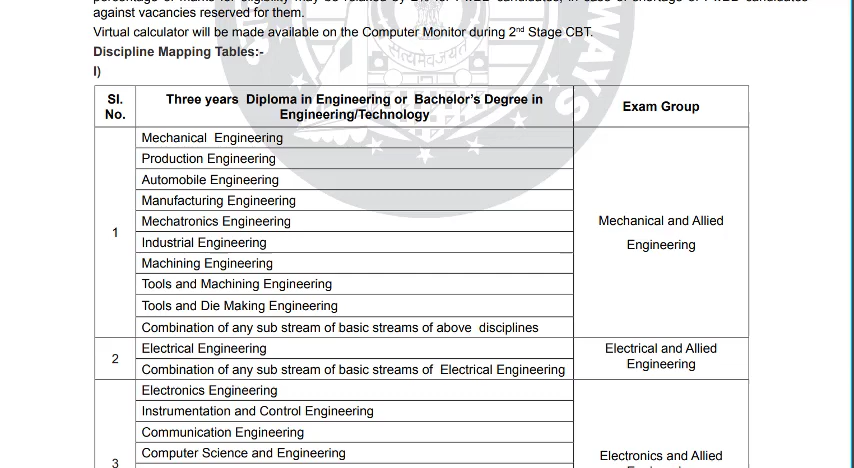 against vacancies reserved for them.
Virtual calculator will be made available on the Computer Monitor during 2nd Stage CBT.
Discipline Mapping Tables:-
I)
Sl. No.
Three years Diploma in Engineering or Bachelor's Degree in
Engineering/Technology
Exam Group
1
Mechanical Engineering
Production Engineering
Automobile Engineering
Manufacturing Engineering
Mechatronics Engineering
Industrial Engineering
Machining Engineering
Tools and Machining Engineering
Tools and Die Making Engineering
Combination of any sub stream of basic streams of above disciplines
Mechanical and Allied
Engineering
2
Electrical Engineering
Combination of any sub stream of basic streams of Electrical Engineering
Electrical and Allied
Engineering
3
Electronics Engineering
Instrumentation and Control Engineering
Communication Engineering
Computer Science and Engineering
Electronics and Allied
सत्यमेव जयते
WAYS